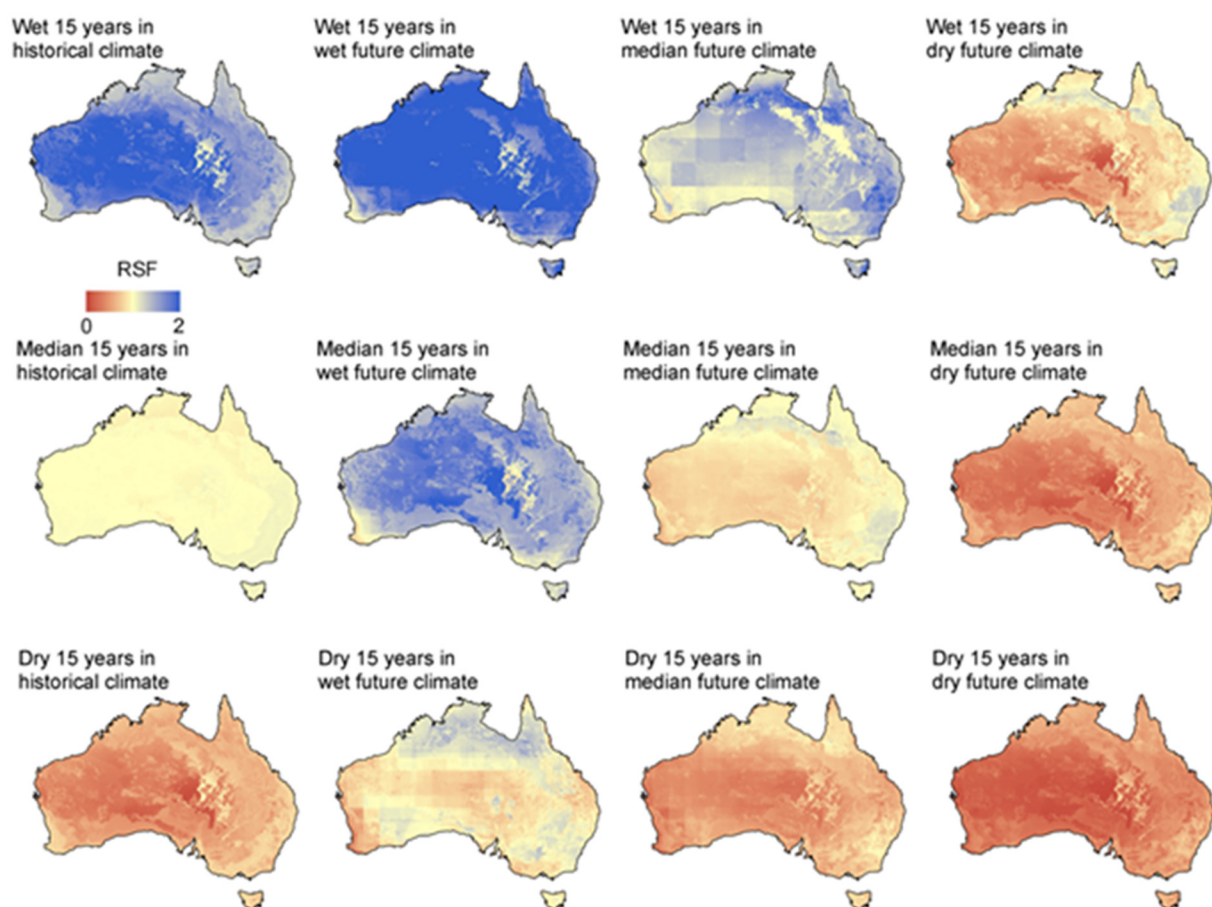 Wet 15 years in
historical climate
Wet 15 years in
wet future climate
Wet 15 years in
median future climate
Wet 15 years in
dry future climate
RSF
0 2
Median 15 years in
historical climate
Median 15 years in
wet future climate
Median 15 years in
median future climate
Median 15 years in
dry future climate
Dry 15 years in
historical climate
Dry 15 years in
wet future climate
Dry 15 years in
median future climate
Dry 15 years in
dry future climate